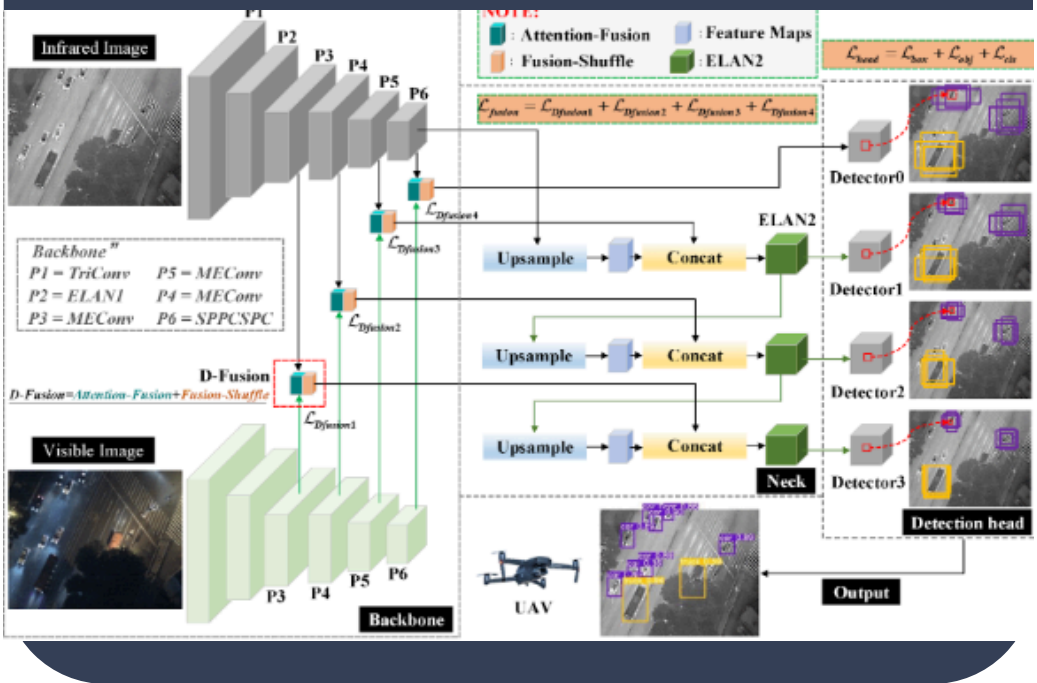 P1
Infrared Image
P2
P3
P4
P5
P6
NOTE:
: Attention-Fusion
: Feature Maps
: Fusion-Shuffle
: ELAN2
ℒhead = ℒbox + ℒobj + ℒcls
ℒfusion = ℒDfusion1 + ℒDfusion2 + ℒDfusion3 + ℒDfusion4
Detector0
ℒDfusion4
ℒDfusion3
ELAN2
Upsample
Concat
Detector1
Backbone"
P1 = TriConv P5 = MEConv
P2 = ELAN1 P4 = MEConv
P3 = MEConv P6 = SPPCSPC
ℒDfusion2
Upsample
Concat
Detector2
D-Fusion
D-Fusion=Attention-Fusion+Fusion-Shuffle
ℒDfusion1
Visible Image
Upsample
Concat
Neck
Detector3
Detection head
P3
P4
P5
P6
Backbone
UAV
Output